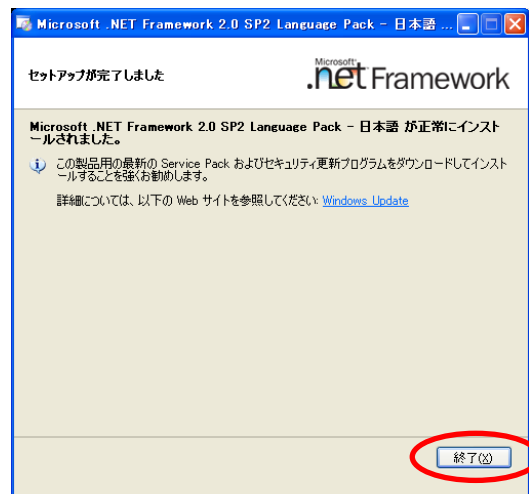 Microsoft .NET Framework 2.0 SP2 Language Pack - 日本語 ...
セットアップが完了しました
Microsoft
.net Framework
Microsoft .NET Framework 2.0 SP2 Language Pack - 日本語 が正常にインスト
ールされました。
この製品用の最新の Service Pack およびセキュリティ更新プログラムをダウンロードしてインスト
ールすることを強くお勧めします。
詳細については、以下の Web サイトを参照してください: Windows Update
終了(X)